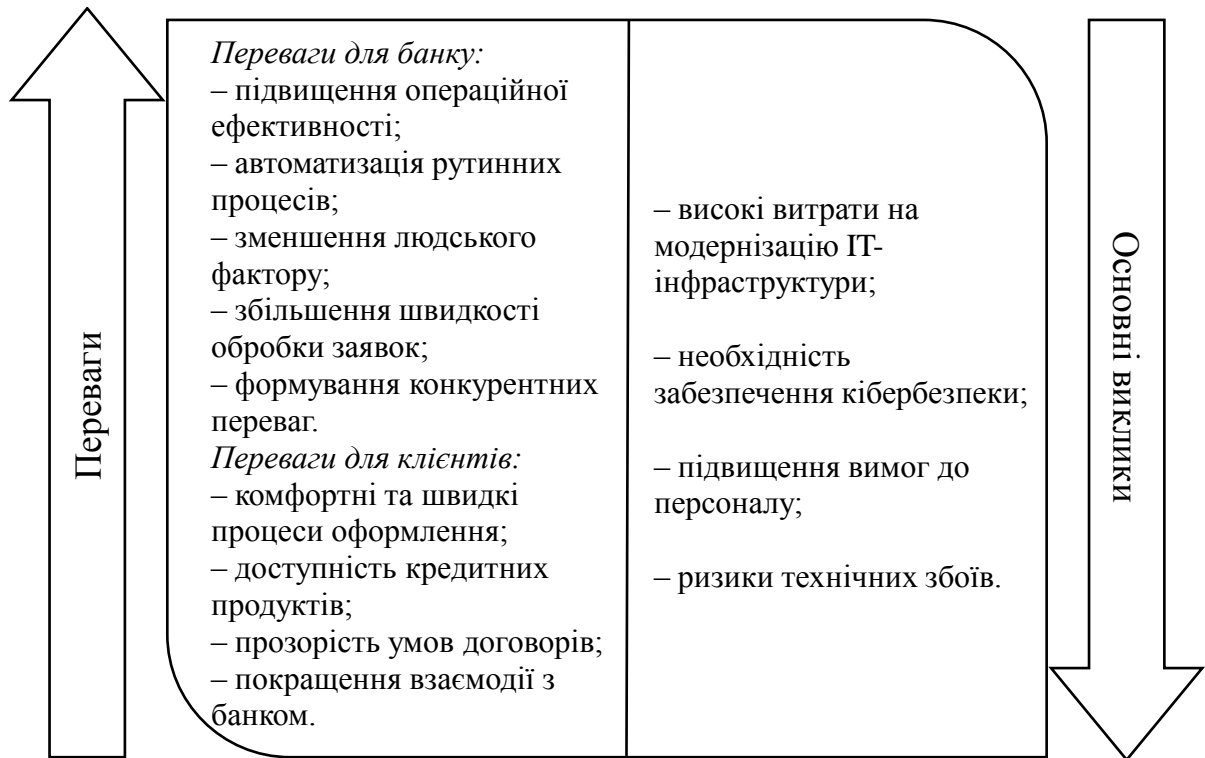 Переваги
Переваги для банку:
– підвищення операційної
ефективності;
– автоматизація рутинних
процесів;
– зменшення людського
фактору;
– збільшення швидкості
обробки заявок;
– формування конкурентних
переваг.
Переваги для клієнтів:
– комфортні та швидкі
процеси оформлення;
– доступність кредитних
продуктів;
– прозорість умов договорів;
– покращення взаємодії з
банком.
– високі витрати на
модернізацію ІТ-
інфраструктури;
– необхідність
забезпечення кібербезпеки;
– підвищення вимог до
персоналу;
– ризики технічних збоїв.
Основні виклики